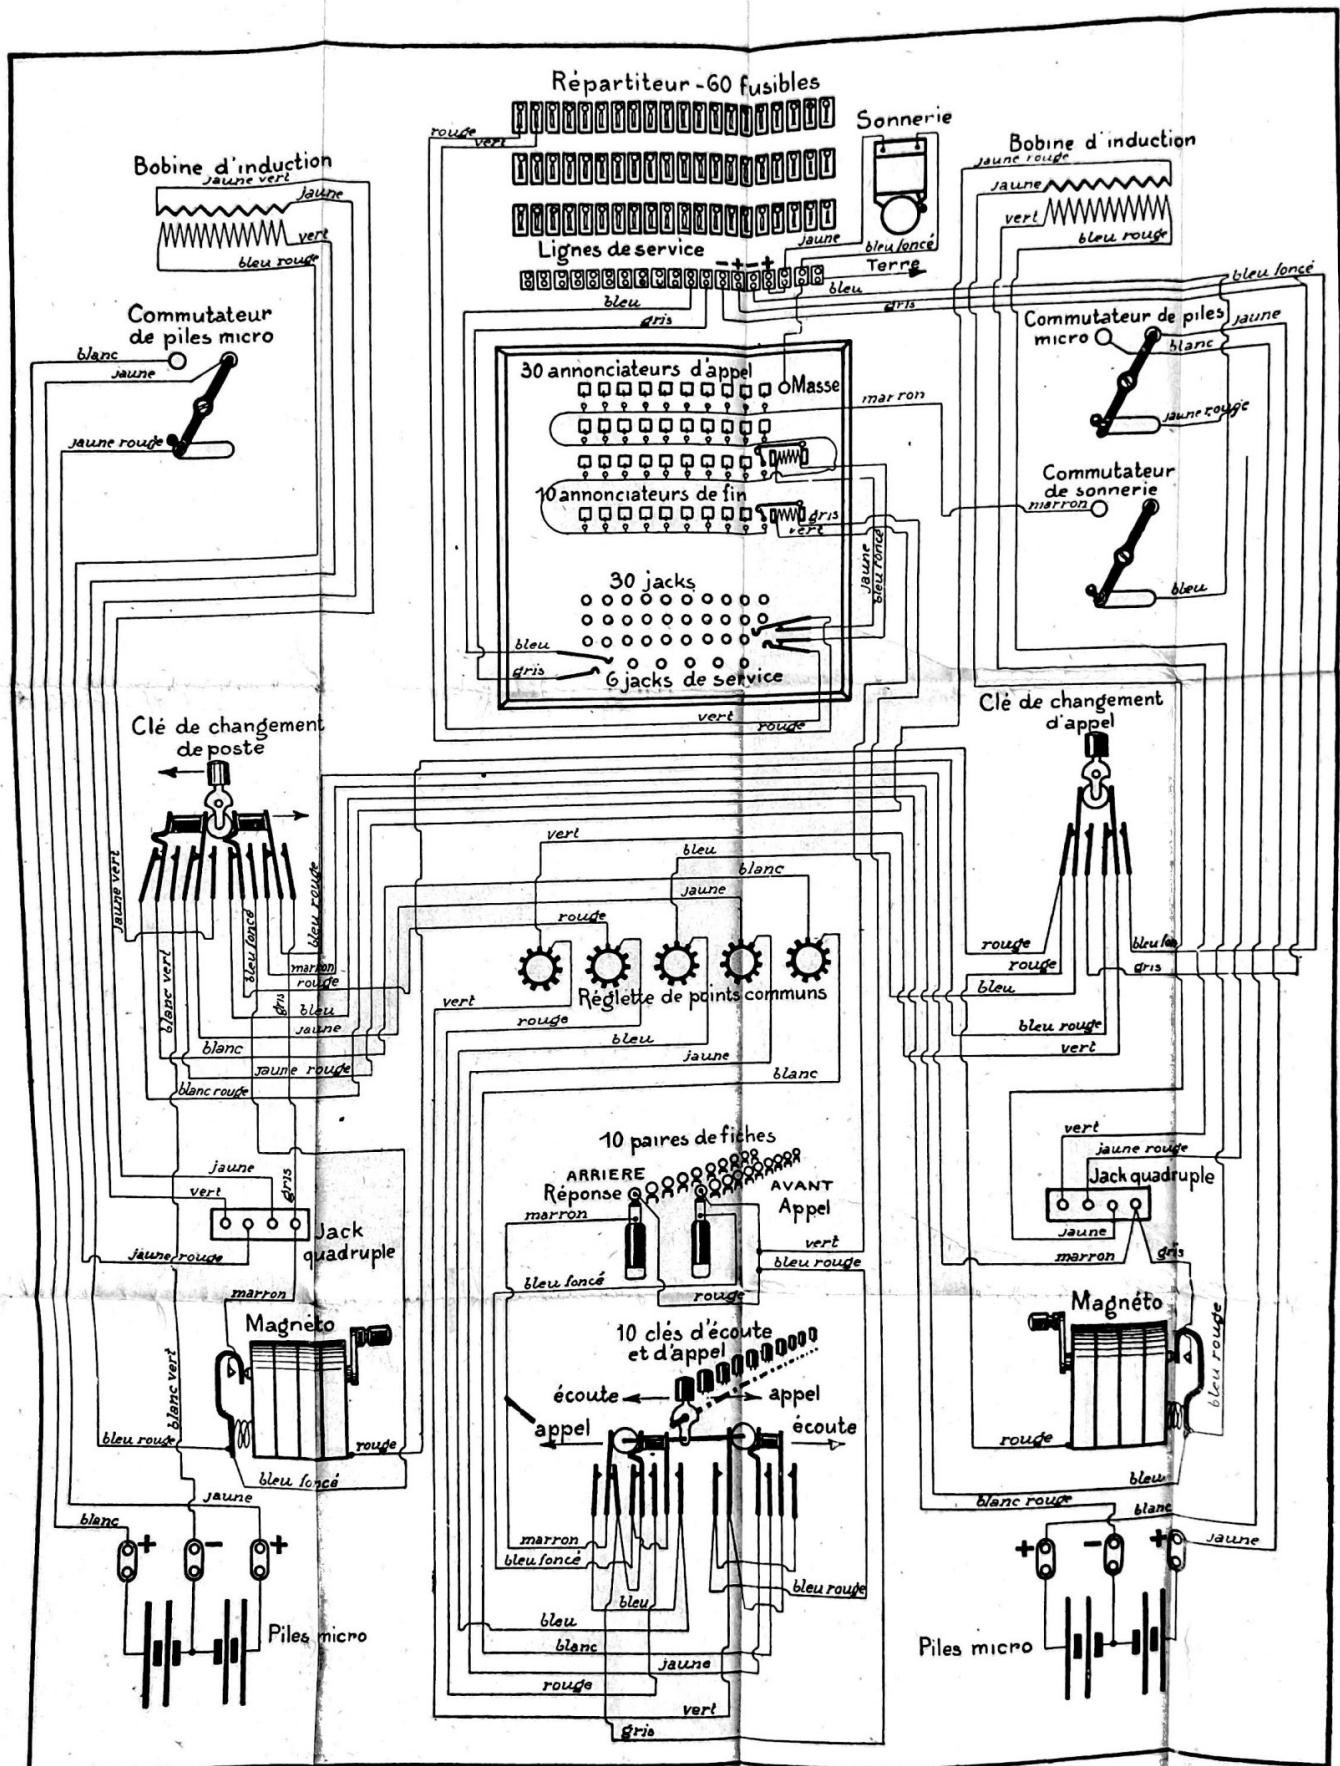 Répartiteur - 60 fusibles
rouge
vert
Sonnerie
Bobine d'induction
jaune vert
jaune
vert
bleu rouge
Bobine d'induction
jaune rouge
jaune
vert
bleu rouge
Lignes de service
- + - +
jaune
bleu foncé
Terre
bleu
gris
bleu
gris
bleu foncé
Commutateur
de piles micro
blanc
jaune
jaune rouge
Commutateur de piles
micro
jaune
blanc
jaune rouge
30 annonciateurs d'appel
Masse
marron
10 annonciateurs de fin
gris
vert
jaune
bleu foncé
Commutateur
de sonnerie
marron
bleu
30 jacks
bleu
gris
6 jacks de service
vert
rouge
Clé de changement
de poste
Clé de changement
d'appel
jaune vert
bleu foncé
bleu rouge
blanc vert
marron
rouge
gris
bleu
jaune
blanc
jaune rouge
blanc rouge
vert
bleu
blanc
jaune
rouge
Réglette de points communs
vert
rouge
bleu
jaune
blanc
rouge
rouge
bleu
bleu rouge
vert
gris
10 paires de fiches
ARRIERE
Réponse
AVANT
Appel
marron
vert
bleu rouge
bleu foncé
rouge
jaune
vert
gris
Jack
quadruple
jaune rouge
marron
vert
jaune rouge
Jack quadruple
jaune
marron
gris
Magnéto
blanc vert
bleu rouge
rouge
bleu foncé
Magnéto
bleu rouge
rouge
bleu
10 clés d'écoute
et d'appel
écoute
appel
appel
écoute
marron
bleu foncé
bleu
bleu rouge
bleu
blanc
jaune
rouge
vert
gris
jaune
blanc
+ - +
Piles micro
blanc rouge
blanc
jaune
+ - +
Piles micro